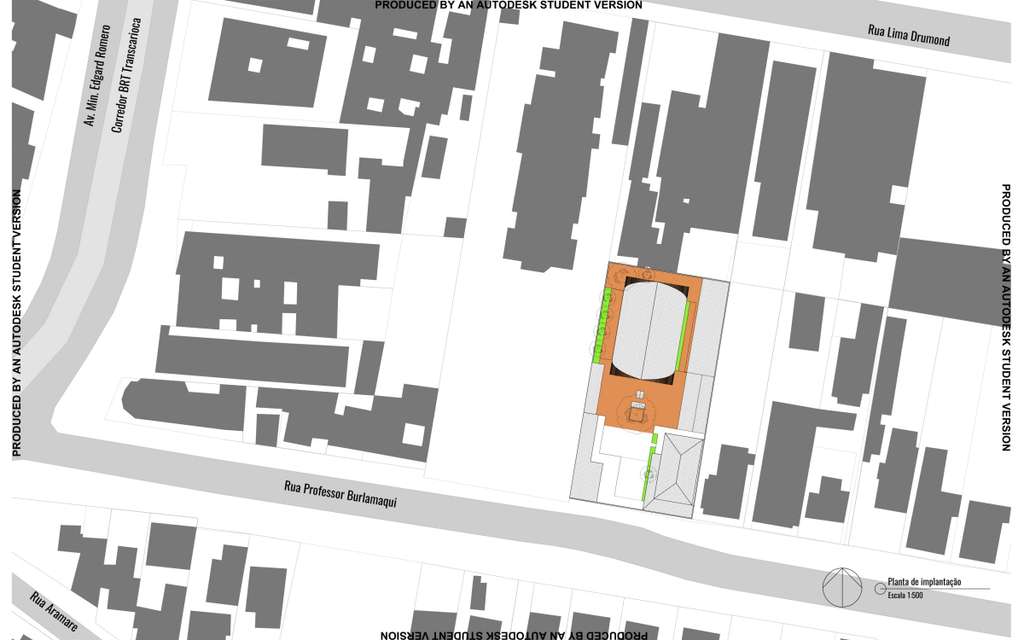 PRODUCED BY AN AUTODESK STUDENT VERSION
Rua Lima Drumond
Av. Min. Edgard Romero
Corredor BRT Transcarioca
PRODUCED BY AN AUTODESK STUDENT VERSION
PRODUCED BY AN AUTODESK STUDENT VERSION
Rua Professor Burlamaqui
Planta de implantação
Escala 1:500
Rua Aramare
PRODUCED BY AN AUTODESK STUDENT VERSION